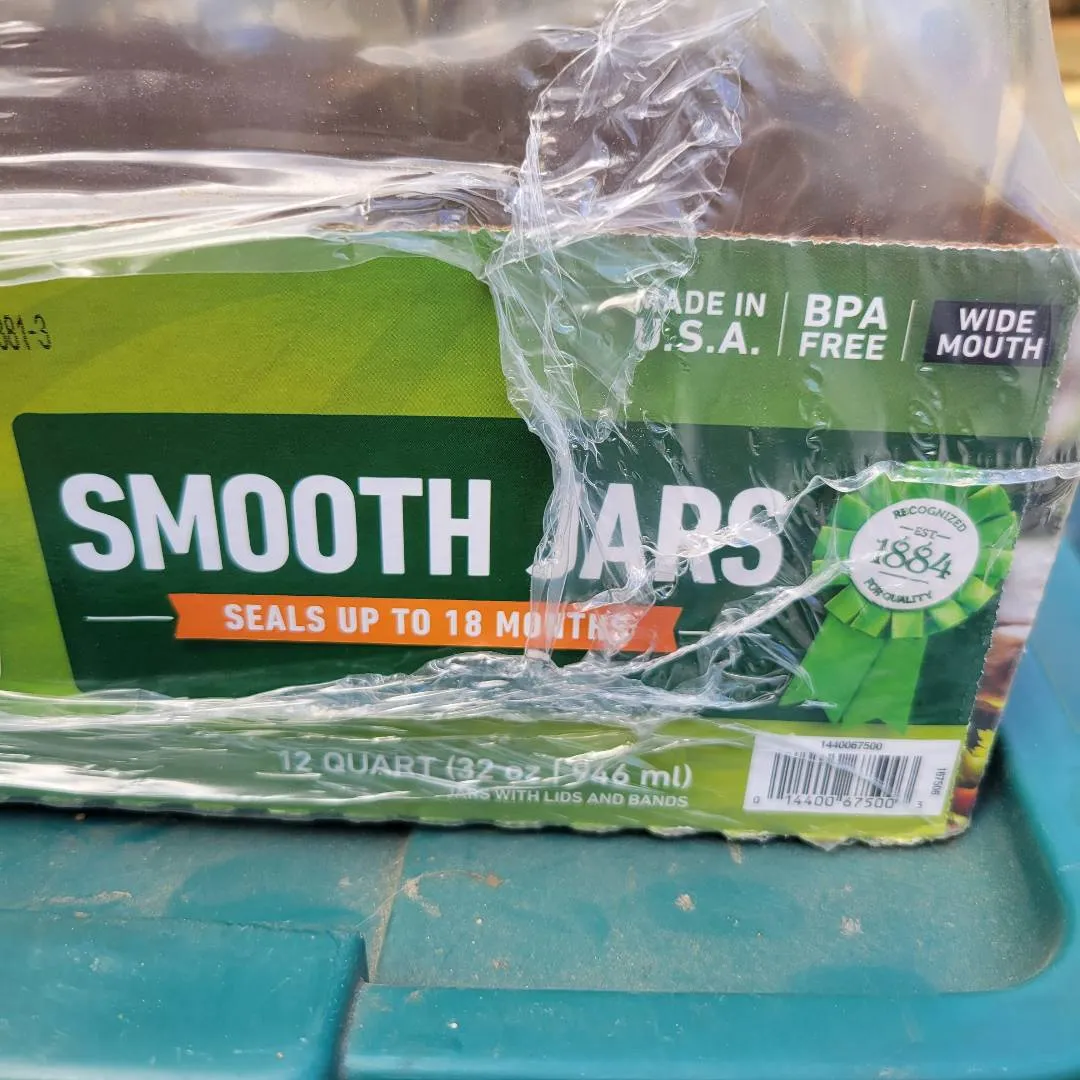 381-3
MADE IN
U.S.A.
BPA
FREE
WIDE
MOUTH
SMOOTH JARS
SEALS UP TO 18 MONTHS
RECOGNIZED
EST
1884
FOR QUALITY
12 QUART (32 oz | 946 ml)
JARS WITH LIDS AND BANDS
1440067500
0 14400 67500 3